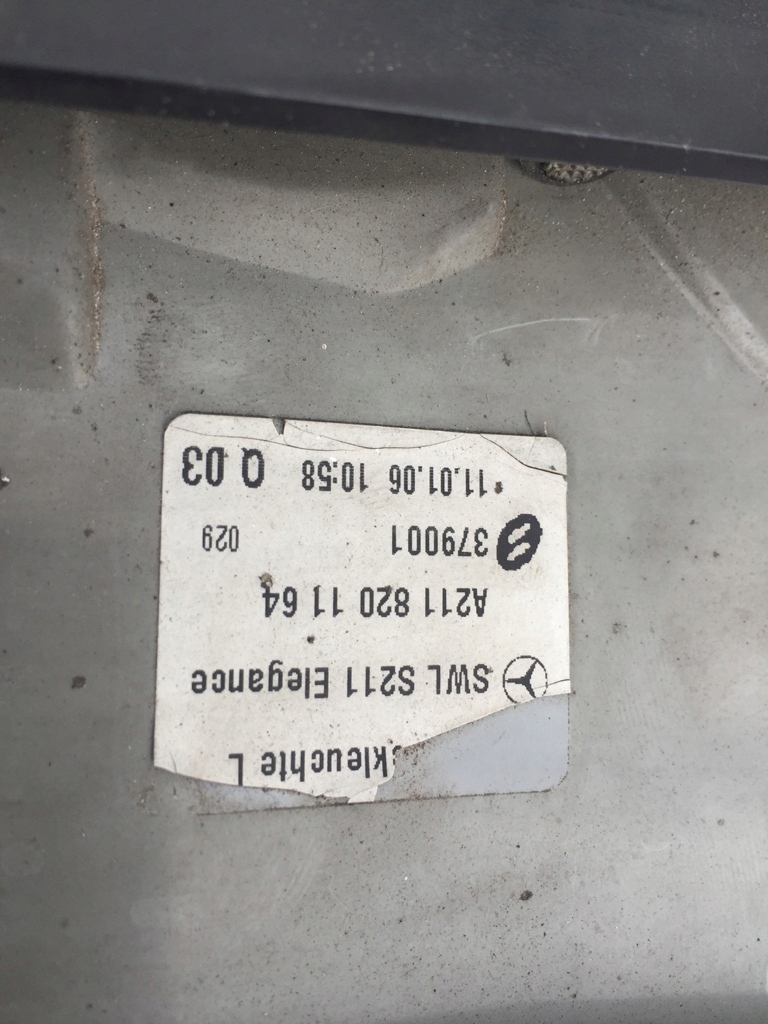 kleuchte L
SWL S211 Elegance
A211 820 11 64
379001 029
11.01.06 10:58 Q 03